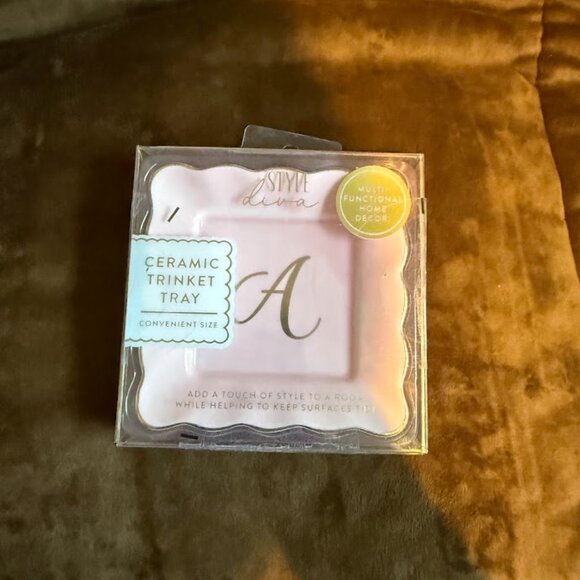 STYLE
diva
MULTI-
FUNCTIONAL
HOME
DECOR
CERAMIC
TRINKET
TRAY
CONVENIENT SIZE
A
ADD A TOUCH OF STYLE TO A ROOM
WHILE HELPING TO KEEP SURFACES TIDY